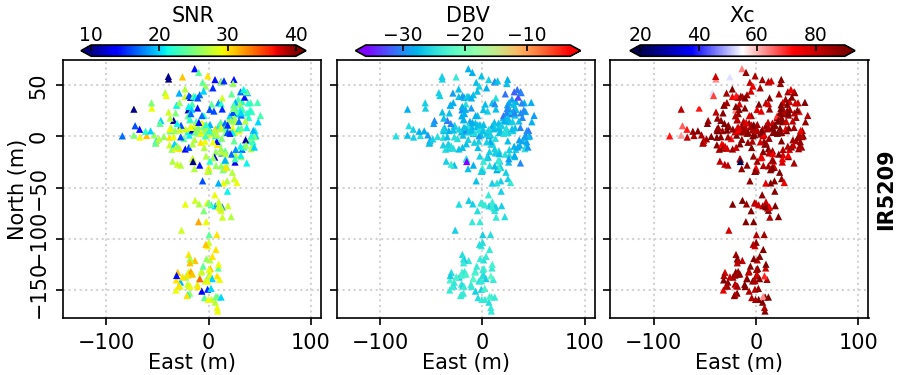 SNR DBV Xc
10 20 30 40 −30 −20 −10 20 40 60 80
North (m)
50
0
−50
−100
−150
IR5209
−100 0 100 −100 0 100 −100 0 100
East (m) East (m) East (m)